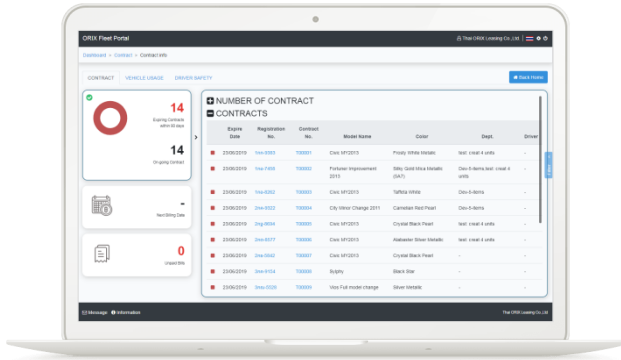 ORIX Fleet Portal
Thai ORIX Leasing Co.,Ltd
Dashboard > Contract > Contract Info
CONTRACT VEHICLE USAGE DRIVER SAFETY
Back Home
14
Expiring Contracts
within 60 days
14
On-going Contract
-
Next Billing Date
0
Unpaid Bills
NUMBER OF CONTRACT
CONTRACTS
Expire Date Registration No. Contract No. Model Name Color Dept. Driver
23/06/2019 T00001 Civic MY2013 Frosty White Metalic test creat 4 units -
23/06/2019 T00002 Fortuner Improvement 2015 Silky Gold Mica Metallic (SAT) Dev-5-items,test creat 4 units -
23/06/2019 T00003 Civic MY2013 Taffeta White Dev-5-items -
23/06/2019 T00004 City Minor Change 2011 Carnelian Red Pearl Dev-5-items -
23/06/2019 T00005 Civic MY2013 Crystal Black Pearl test creat 4 units -
23/06/2019 T00006 Civic MY2013 Alabaster Silver Metallic test creat 4 units -
23/06/2019 T00007 Civic MY2013 Crystal Black Pearl - -
23/06/2019 T00008 Sylphy Black Star - -
23/06/2019 T00009 Vios Full model change Silver Metallic - -
Message Information
Thai ORIX Leasing Co.,Ltd